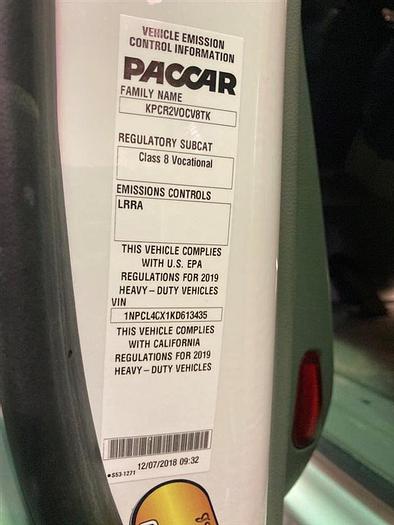 VEHICLE EMISSION
CONTROL INFORMATION
PACCAR
FAMILY NAME
KPCR2VOCV8TK
REGULATORY SUBCAT
Class 8 Vocational
EMISSIONS CONTROLS
LRRA
THIS VEHICLE COMPLIES
WITH U.S. EPA
REGULATIONS FOR 2019
HEAVY-DUTY VEHICLES
VIN
1NPCL4CX1KD613435
THIS VEHICLE COMPLIES
WITH CALIFORNIA
REGULATIONS FOR 2019
HEAVY-DUTY VEHICLES
12/07/2018 09:32
S53-1271